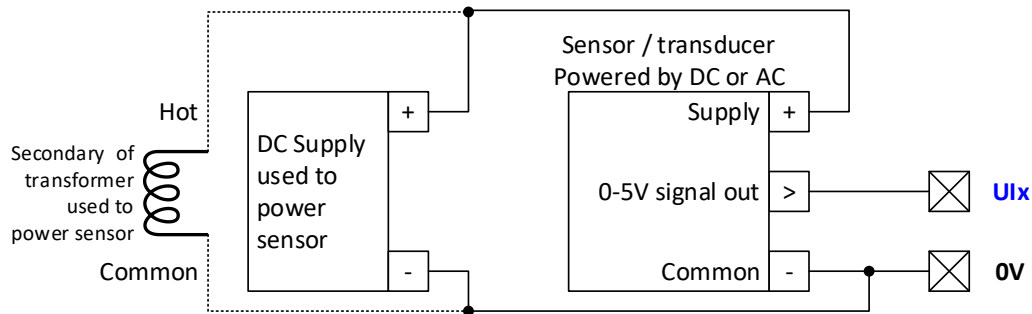 Sensor / transducer
Powered by DC or AC
Hot
Secondary of
transformer
used to
power sensor
Common
+
DC Supply
used to
power
sensor
-
Supply
+
0-5V signal out
>
Common
-
UIx
0V